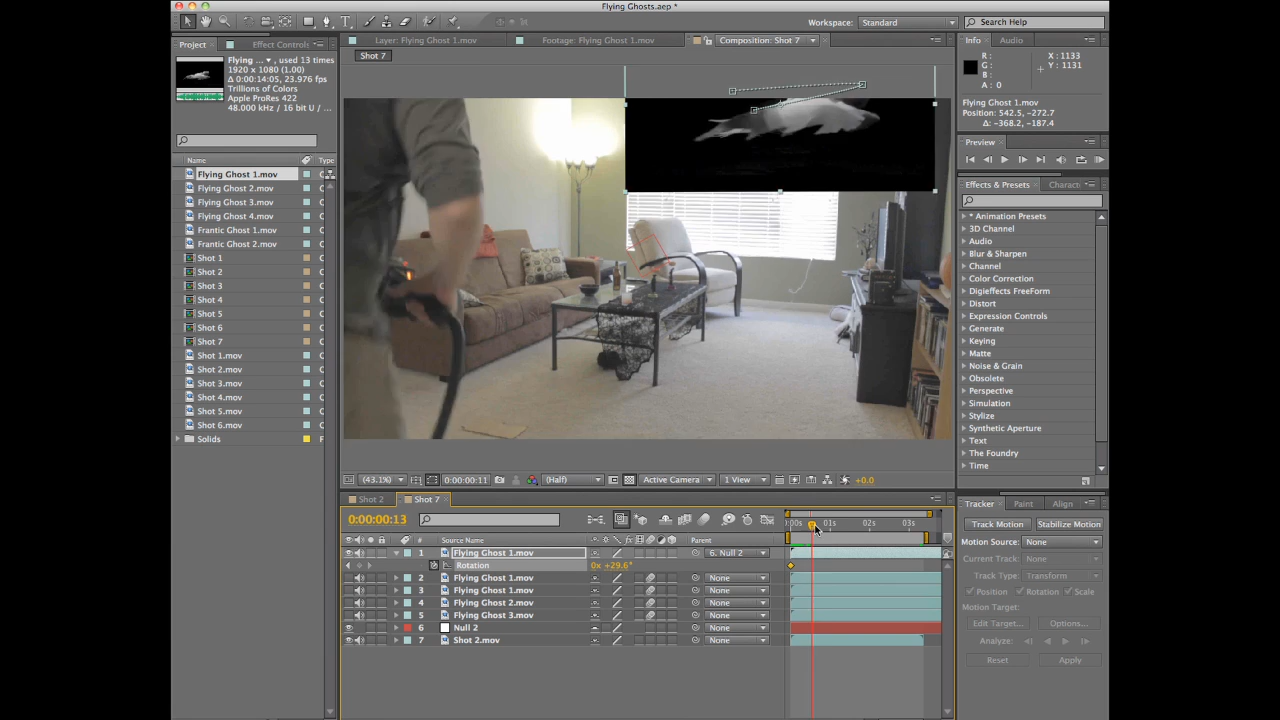 Flying Ghosts.aep *
Workspace: Standard
Search Help
Project
Effect Controls:
Layer: Flying Ghost 1.mov
Footage: Flying Ghost 1.mov
Composition: Shot 7
Info
Audio
Flying ... ▾ , used 13 times
1920 x 1080 (1.00)
Δ 0:00:14:05, 23.976 fps
Trillions of Colors
Apple ProRes 422
48.000 kHz / 16 bit U
Shot 7
R :
G :
B :
A : 0
X : 1133
Y : 1131
Flying Ghost 1.mov
Position: 542.5, -272.7
Δ: -368.2, -187.4
Preview
Effects & Presets
Charact
Name
Type
Flying Ghost 1.mov
Flying Ghost 2.mov
Flying Ghost 3.mov
Flying Ghost 4.mov
Frantic Ghost 1.mov
Frantic Ghost 2.mov
Shot 1
Shot 2
Shot 3
Shot 4
Shot 5
Shot 6
Shot 7
Shot 1.mov
Shot 2.mov
Shot 3.mov
Shot 4.mov
Shot 5.mov
Shot 6.mov
Solids
* Animation Presets
3D Channel
Audio
Blur & Sharpen
Channel
Color Correction
Digieffects FreeForm
Distort
Expression Controls
Generate
Keying
Matte
Noise & Grain
Obsolete
Perspective
Simulation
Stylize
Synthetic Aperture
Text
The Foundry
Time
(43.1%)
0:00:00:11
(Half)
Active Camera
1 View
+0.0
Shot 2
Shot 7
0:00:00:13
:00s
01s
02s
03s
# Source Name
Parent
1 Flying Ghost 1.mov 6. Null 2
Rotation 0x +29.6°
2 Flying Ghost 1.mov None
3 Flying Ghost 1.mov None
4 Flying Ghost 2.mov None
5 Flying Ghost 3.mov None
6 Null 2 None
7 Shot 2.mov None
Tracker
Paint
Align
Track Motion
Stabilize Motion
Motion Source: None
Current Track: None
Track Type: Transform
Position
Rotation
Scale
Motion Target:
Edit Target...
Options...
Analyze:
Reset
Apply